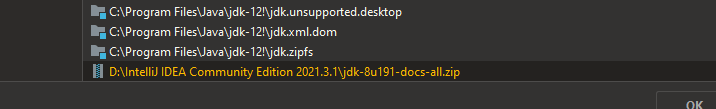 C:\Program Files\Java\jdk-12!\jdk.unsupported.desktop
C:\Program Files\Java\jdk-12!\jdk.xml.dom
C:\Program Files\Java\jdk-12!\jdk.zipfs
D:\IntelliJ IDEA Community Edition 2021.3.1\jdk-8u191-docs-all.zip
OK